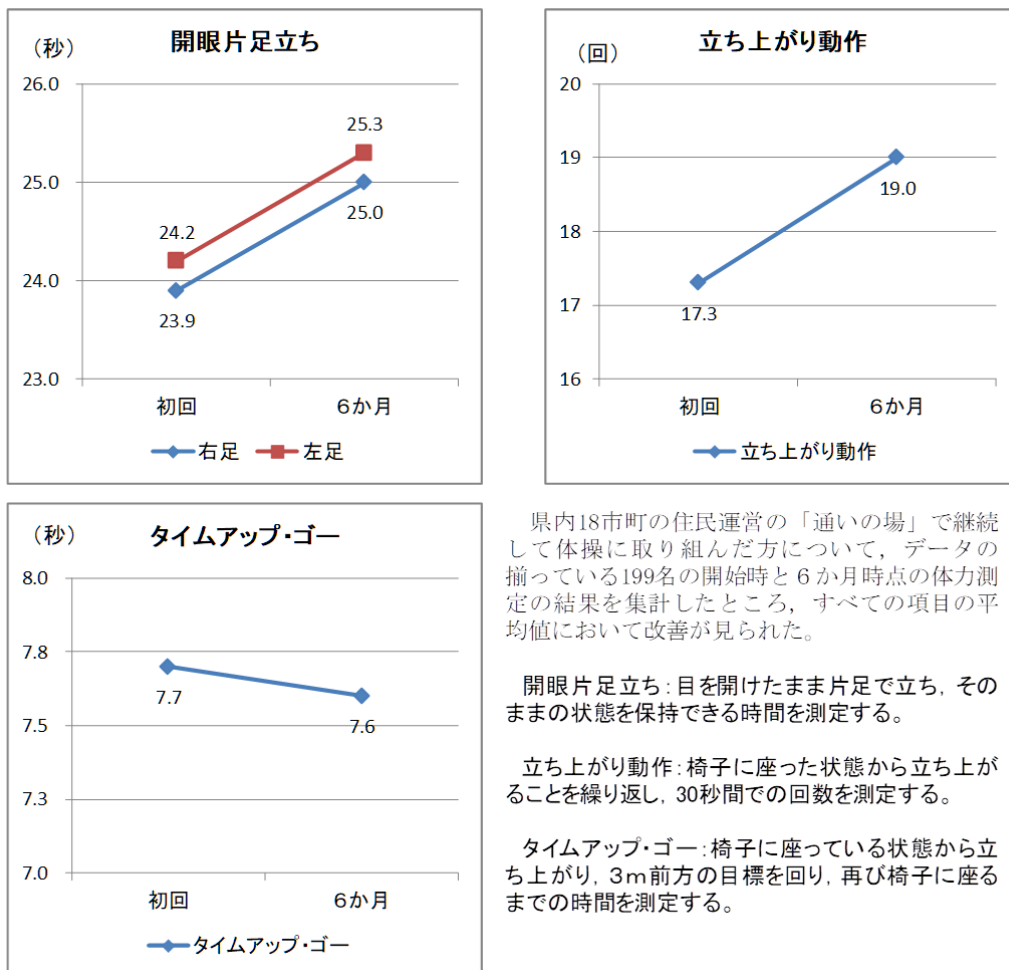 開眼片足立ち
（秒）
26.0
25.0
24.0
23.0
24.2
23.9
25.3
25.0
初回
6か月
右足
左足
立ち上がり動作
（回）
20
19
18
17
16
17.3
19.0
初回
6か月
立ち上がり動作
タイムアップ・ゴー
（秒）
8.0
7.8
7.5
7.3
7.0
7.7
7.6
初回
6か月
タイムアップ・ゴー
県内18市町の住民運営の「通いの場」で継続
して体操に取り組んだ方について，データの
揃っている199名の開始時と６か月時点の体力測
定の結果を集計したところ，すべての項目の平
均値において改善が見られた。
開眼片足立ち：目を開けたまま片足で立ち，その
ままの状態を保持できる時間を測定する。
立ち上がり動作：椅子に座った状態から立ち上が
ることを繰り返し，30秒間での回数を測定する。
タイムアップ・ゴー：椅子に座っている状態から立
ち上がり，３ｍ前方の目標を回り，再び椅子に座る
までの時間を測定する。